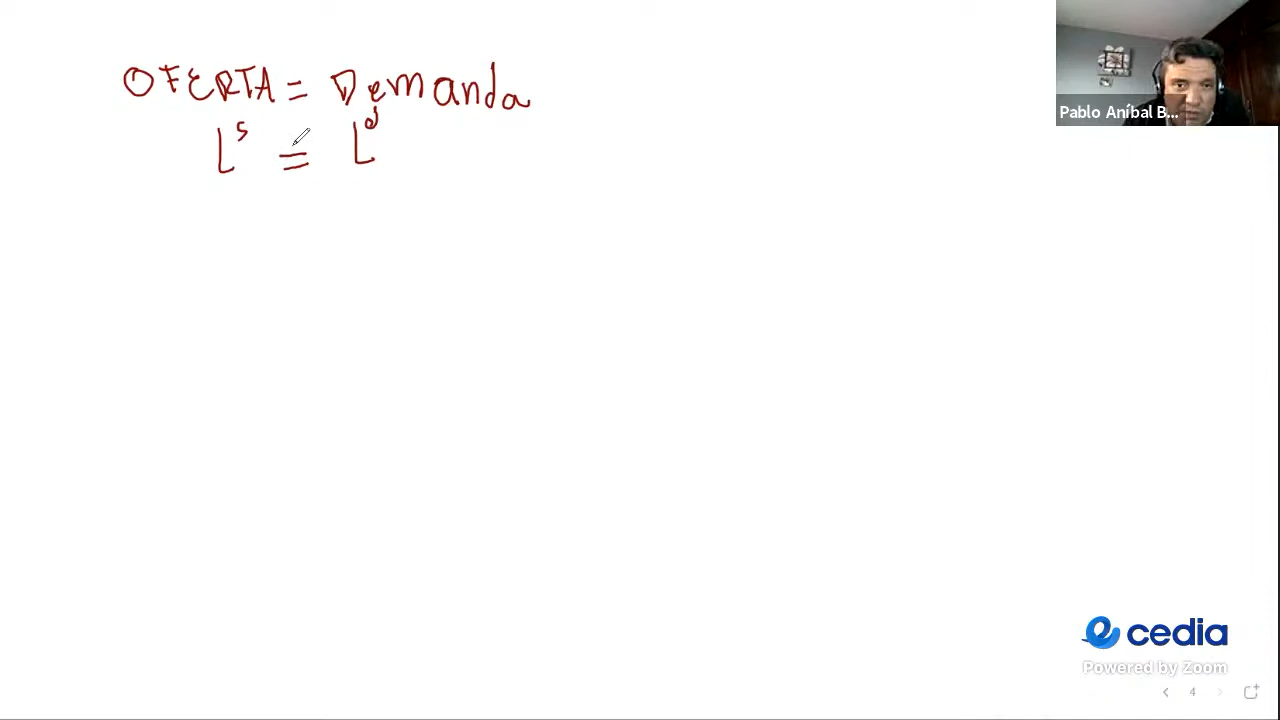 OFERTA = Demanda
L^s = L^d
Pablo Aníbal B...
cedia
Powered by Zoom
4